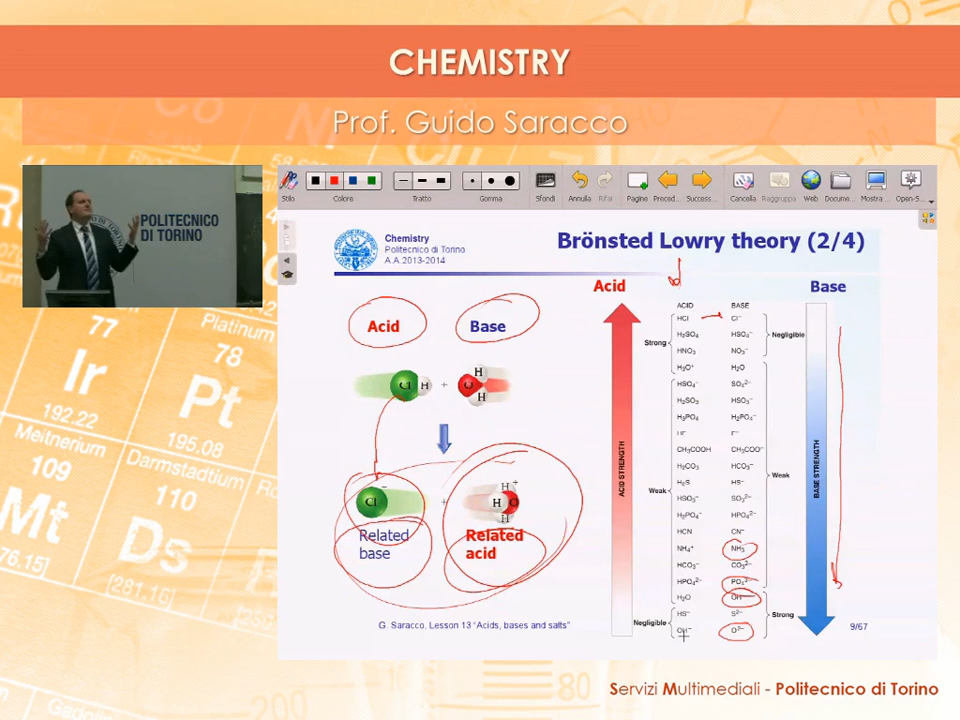 CHEMISTRY
Prof. Guido Saracco
POLITECNICO
DI TORINO
Stilo
Colore
Tratto
Gomma
Sfondi
Annulla
Rifai
Pagine
Preced...
Success...
Cancella
Raggruppa
Web
Docume...
Mostra ...
Open-S...
Chemistry
Politecnico di Torino
A.A.2013-2014
Brönsted Lowry theory (2/4)
Acid
Base
Cl H + H O H
Cl - + H + H O H
Related base
Related acid
Acid
Base
ACID STRENGTH
BASE STRENGTH
ACID BASE
HCl Cl⁻
H₂SO₄ HSO₄⁻
HNO₃ NO₃⁻
H₃O⁺ H₂O
HSO₄⁻ SO₄²⁻
H₂SO₃ HSO₃⁻
H₃PO₄ H₂PO₄⁻
HF F⁻
CH₃COOH CH₃COO⁻
H₂CO₃ HCO₃⁻
H₂S HS⁻
HSO₃⁻ SO₃²⁻
H₂PO₄⁻ HPO₄²⁻
HCN CN⁻
NH₄⁺ NH₃
HCO₃⁻ CO₃²⁻
HPO₄²⁻ PO₄³⁻
H₂O OH⁻
HS⁻ S²⁻
OH⁻ O²⁻
Strong
Weak
Negligible
Negligible
Weak
Strong
G. Saracco, Lesson 13 “Acids, bases and salts”
9/67
77
Ir
192.22
Platinum
78
Pt
195.08
Meitnerium
109
Mt
Darmstadtium
110
Ds
[281.16]
Servizi Multimediali - Politecnico di Torino